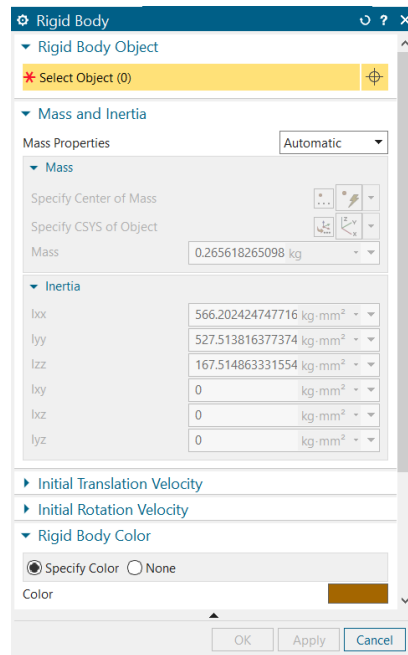 Rigid Body ?
Rigid Body Object
* Select Object (0)
Mass and Inertia
Mass Properties Automatic
Mass
Specify Center of Mass
Specify CSYS of Object
Mass 0.265618265098 kg
Inertia
Ixx 566.202424747716 kg·mm²
Iyy 527.513816377374 kg·mm²
Izz 167.514863331554 kg·mm²
Ixy 0 kg·mm²
Ixz 0 kg·mm²
Iyz 0 kg·mm²
Initial Translation Velocity
Initial Rotation Velocity
Rigid Body Color
Specify Color None
Color
OK Apply Cancel